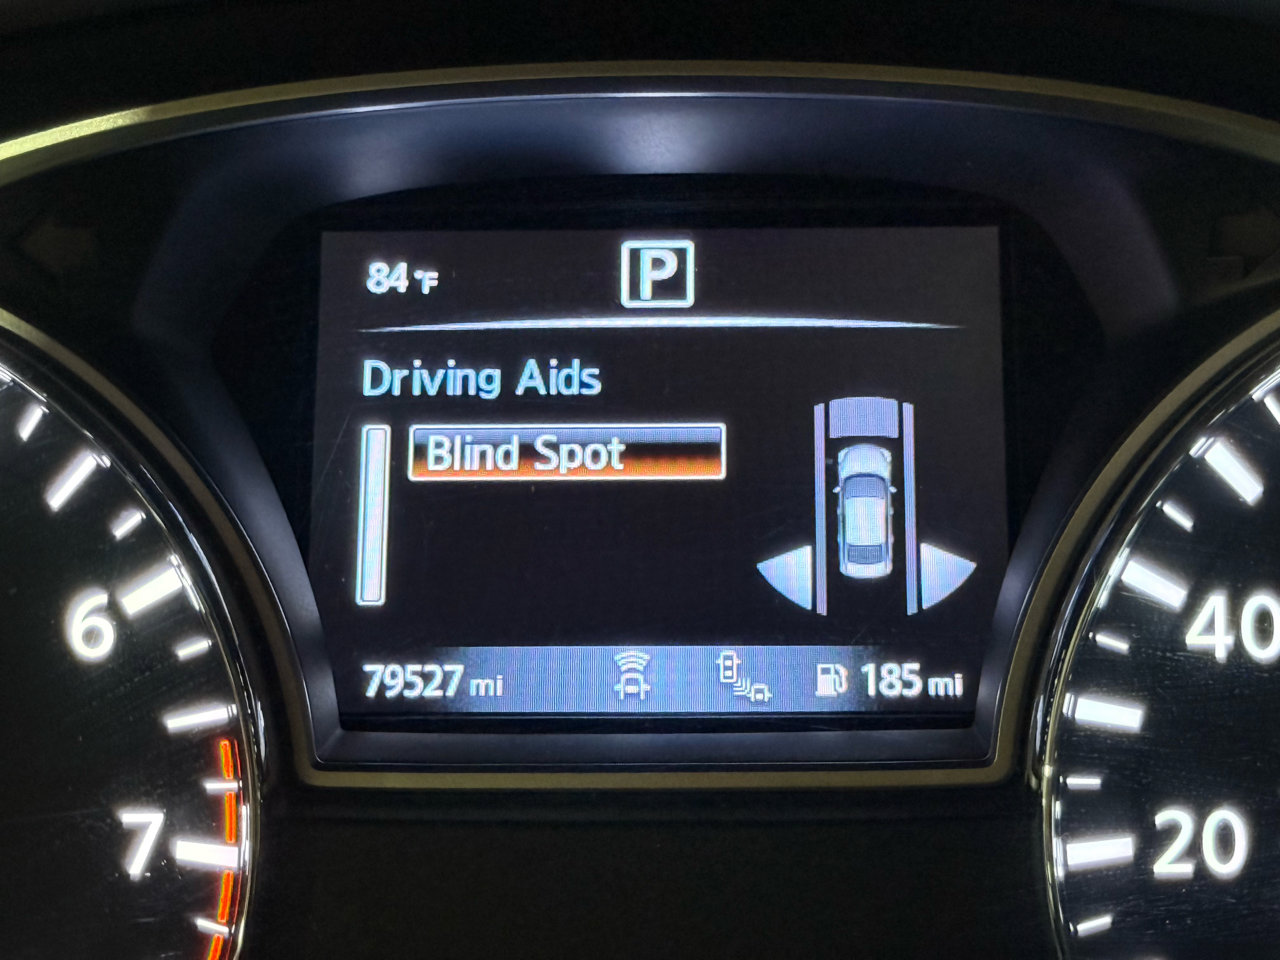 84 °F
P
Driving Aids
Blind Spot
79527 mi
185 mi
6
7
40
20